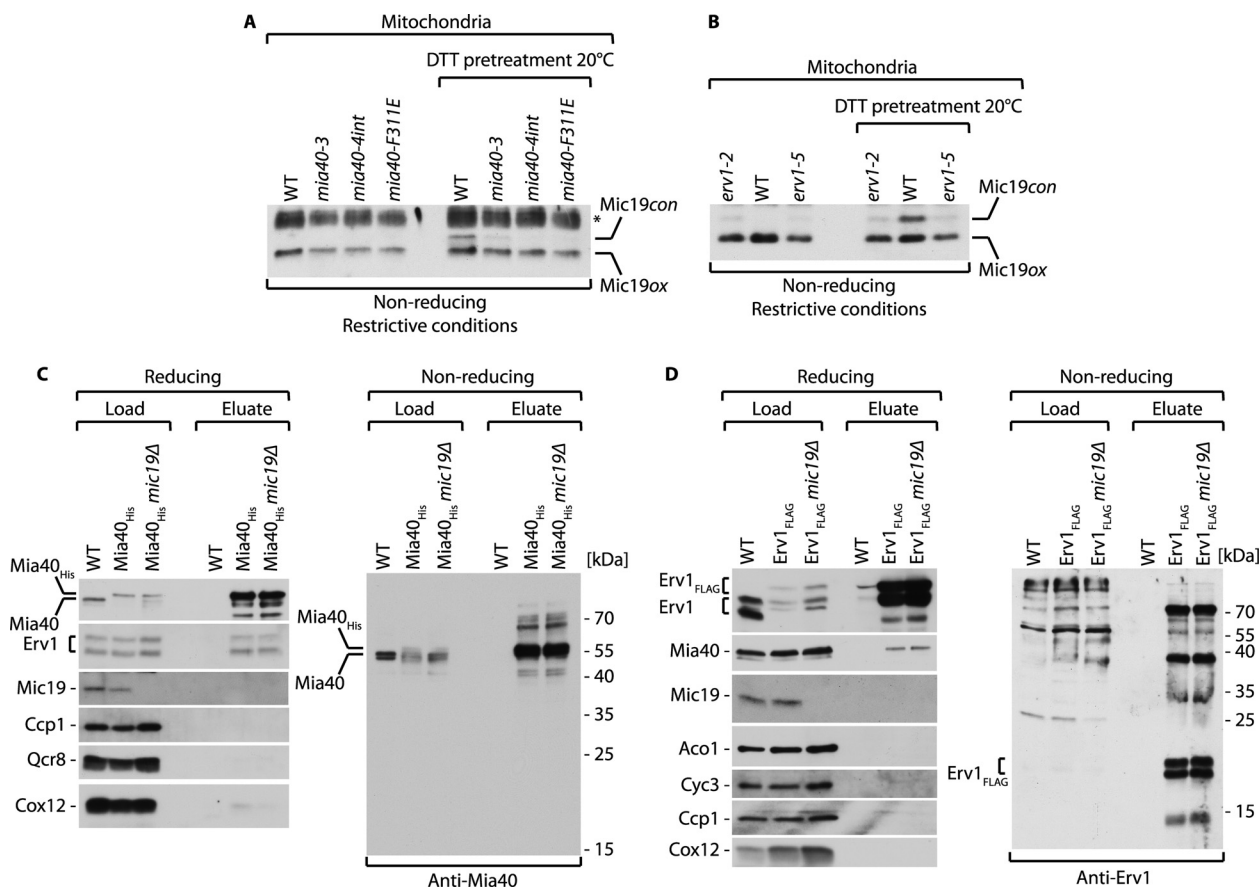 A
Mitochondria
DTT pretreatment 20°C
WT
mia40-3
mia40-4int
mia40-F311E
WT
mia40-3
mia40-4int
mia40-F311E
*
Mic19con
Mic19ox
Non-reducing
Restrictive conditions
B
Mitochondria
DTT pretreatment 20°C
erv1-2
WT
erv1-5
erv1-2
WT
erv1-5
Mic19con
Mic19ox
Non-reducing
Restrictive conditions
C
Reducing
Load
Eluate
WT
Mia40His
Mia40His mic19Δ
WT
Mia40His
Mia40His mic19Δ
Mia40His
Mia40
Erv1
Mic19 -
Ccp1 -
Qcr8 -
Cox12 -
Non-reducing
Load
Eluate
WT
Mia40His
Mia40His mic19Δ
WT
Mia40His
Mia40His mic19Δ
[kDa]
Mia40His
Mia40
- 70
- 55
- 40
- 35
- 25
- 15
Anti-Mia40
D
Reducing
Load
Eluate
WT
Erv1FLAG
Erv1FLAG mic19Δ
WT
Erv1FLAG
Erv1FLAG mic19Δ
Erv1FLAG
Erv1
Mia40 -
Mic19 -
Aco1 -
Cyc3 -
Ccp1 -
Cox12 -
Non-reducing
Load
Eluate
WT
Erv1FLAG
Erv1FLAG mic19Δ
WT
Erv1FLAG
Erv1FLAG mic19Δ
[kDa]
- 70
- 55
- 40
- 35
- 25
- 15
Erv1FLAG
Anti-Erv1